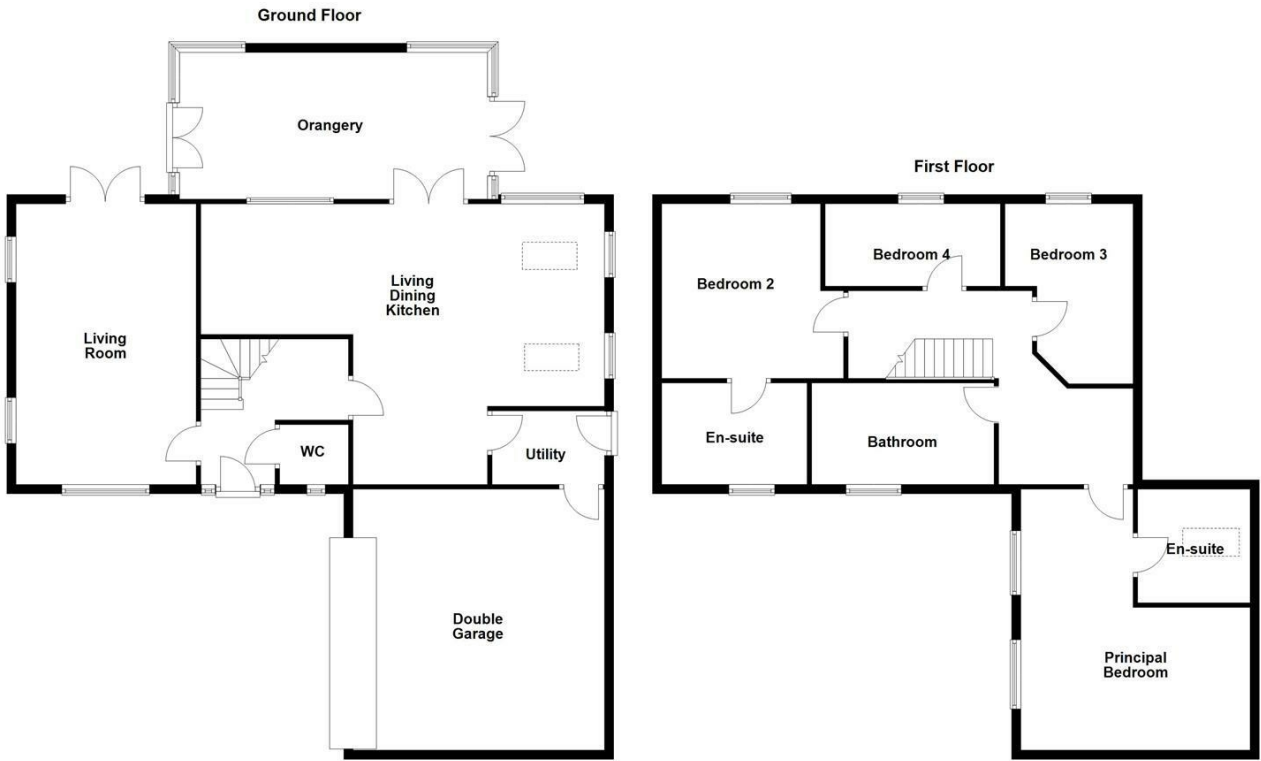 Ground Floor
Orangery
Living
Dining
Kitchen
Living
Room
WC
Utility
Double
Garage
First Floor
Bedroom 2
Bedroom 4
Bedroom 3
En-suite
Bathroom
En-suite
Principal
Bedroom